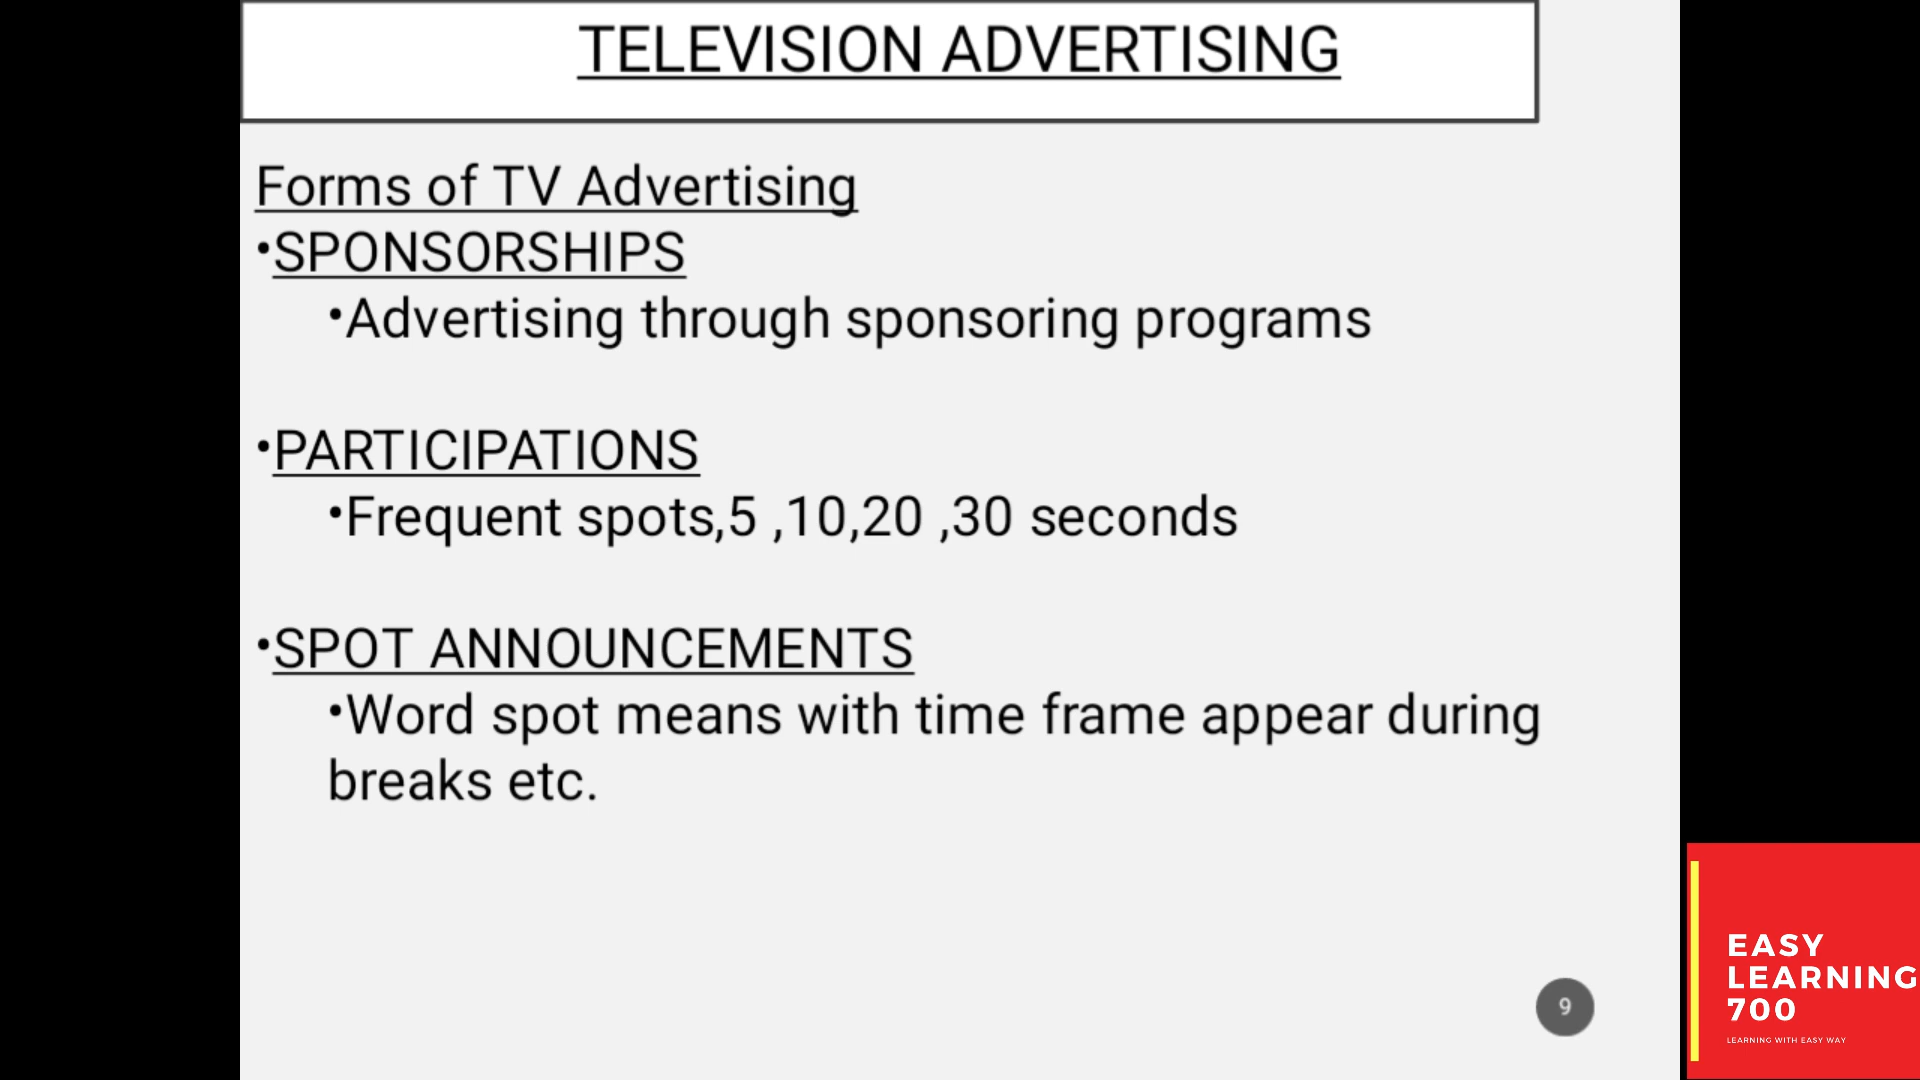 TELEVISION ADVERTISING
Forms of TV Advertising
•SPONSORSHIPS
•Advertising through sponsoring programs
•PARTICIPATIONS
•Frequent spots,5 ,10,20 ,30 seconds
•SPOT ANNOUNCEMENTS
•Word spot means with time frame appear during
breaks etc.
9
EASY
LEARNING
700
LEARNING WITH EASY WAY